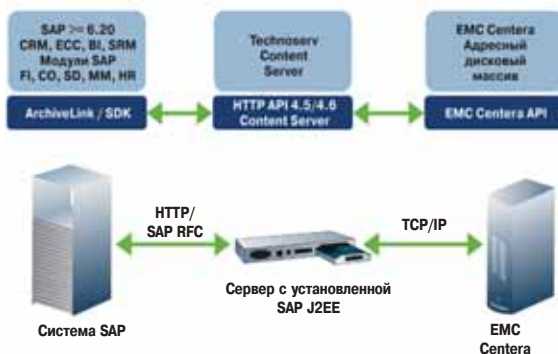 SAP >= 6.20
CRM, ECC, BI, SRM
Модули SAP
FI, CO, SD, MM, HR
ArchiveLink / SDK
Technoserv
Content
Server
HTTP API 4.5/4.6
Content Server
EMC Centera
Адресный
дисковый
массив
EMC Centera API
HTTP/
SAP RFC
TCP/IP
Система SAP
Сервер с установленной
SAP J2EE
EMC
Centera